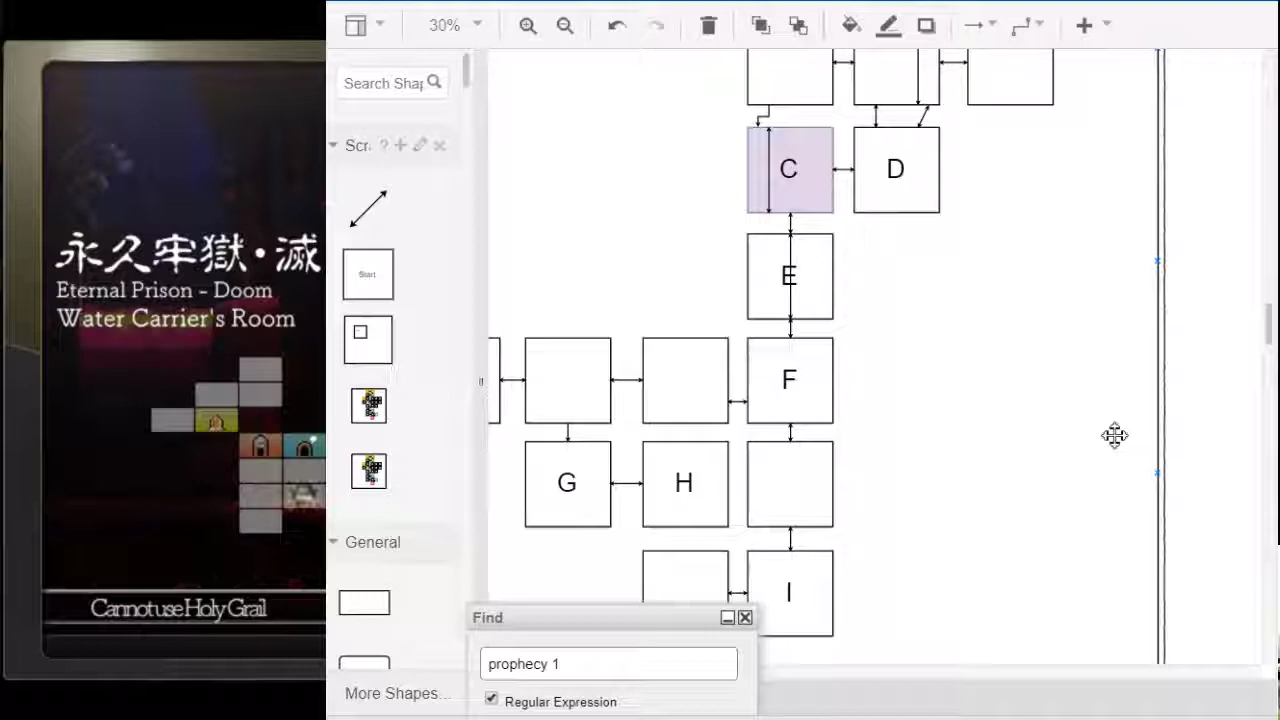 30%
Search Shap
Scr.
?
Start
General
More Shapes...
永久牢獄・滅
Eternal Prison - Doom
Water Carrier's Room
Cannot use Holy Grail
C
D
E
F
G
H
I
Find
prophecy 1
Regular Expression